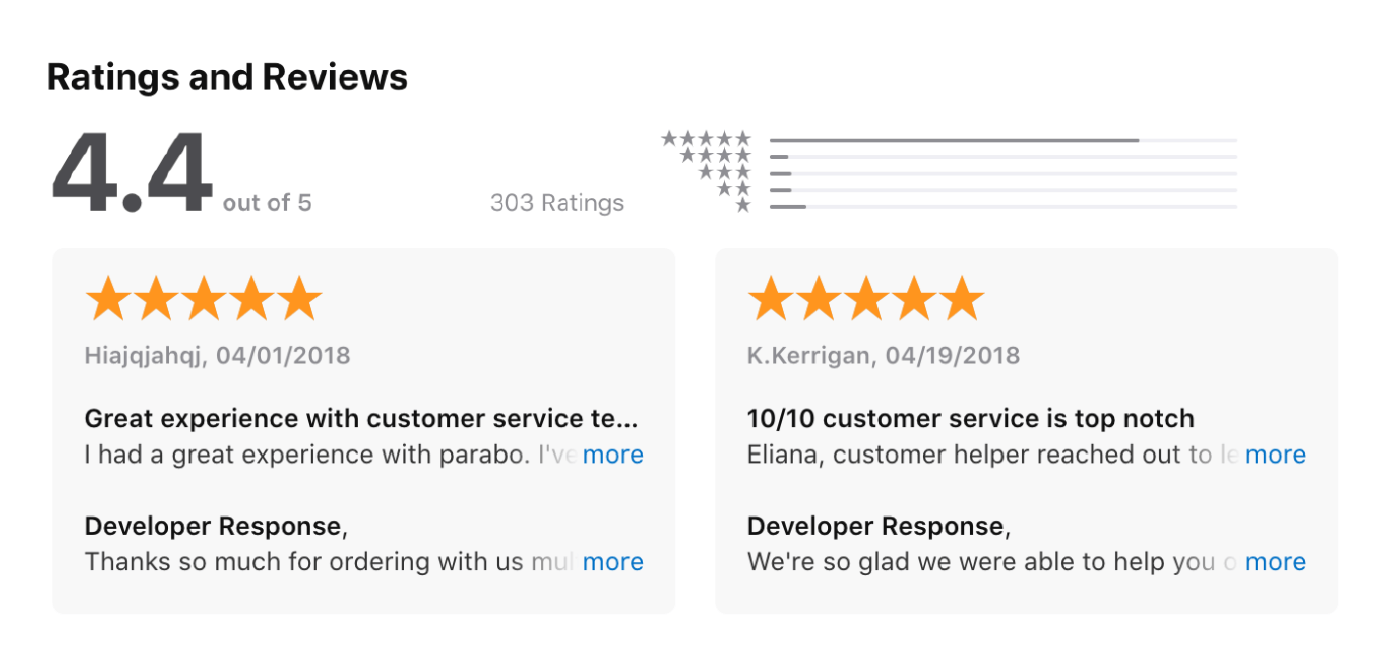 Ratings and Reviews
4.4 out of 5
303 Ratings
Hiajqjahqj, 04/01/2018
Great experience with customer service te...
I had a great experience with parabo. I've more
Developer Response,
Thanks so much for ordering with us mul more
K.Kerrigan, 04/19/2018
10/10 customer service is top notch
Eliana, customer helper reached out to le more
Developer Response,
We're so glad we were able to help you o more